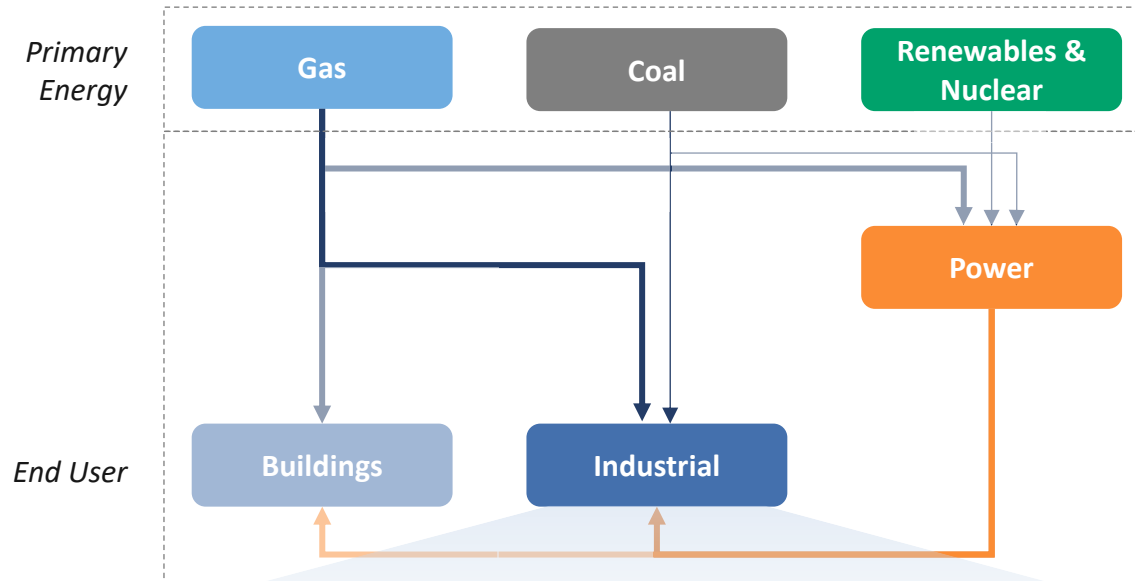 Primary
Energy
Gas
Coal
Renewables &
Nuclear
Power
End User
Buildings
Industrial